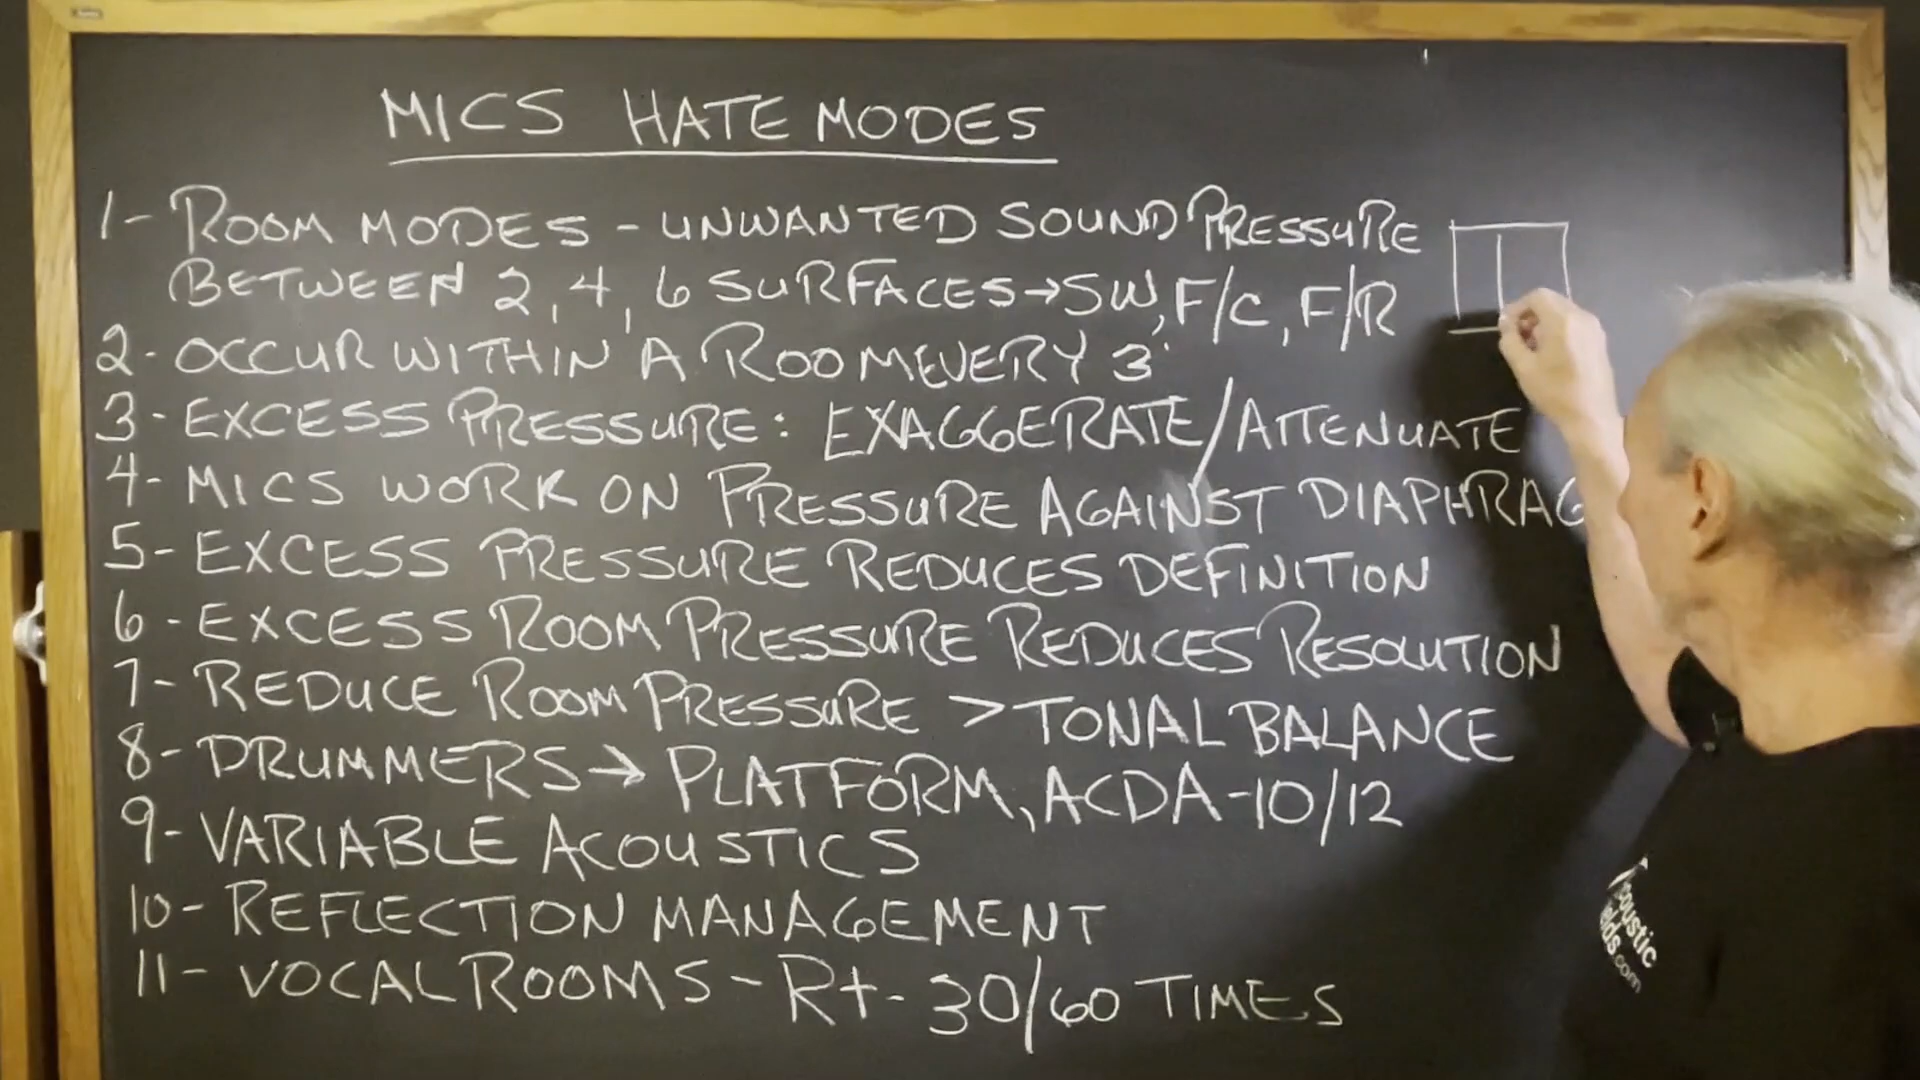 MICS HATE MODES
1- ROOM MODES - UNWANTED SOUND PRESSURE
BETWEEN 2, 4, 6 SURFACES → SW, F/C, F/R
2- OCCUR WITHIN A ROOM EVERY 3'
3- EXCESS PRESSURE: EXAGGERATE/ATTENUATE
4- MICS WORK ON PRESSURE AGAINST DIAPHRAG
5- EXCESS PRESSURE REDUCES DEFINITION
6- EXCESS ROOM PRESSURE REDUCES RESOLUTION
7- REDUCE ROOM PRESSURE > TONAL BALANCE
8- DRUMMERS → PLATFORM, ACDA-10/12
9- VARIABLE ACOUSTICS
10- REFLECTION MANAGEMENT
11- VOCAL ROOMS - Rt- 30/60 TIMES
coustic
elds.com